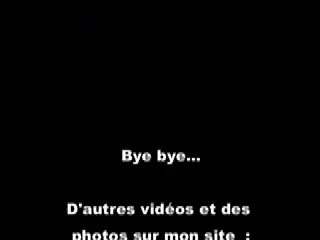 Bye bye...
D'autres vidéos et des
photos sur mon site :